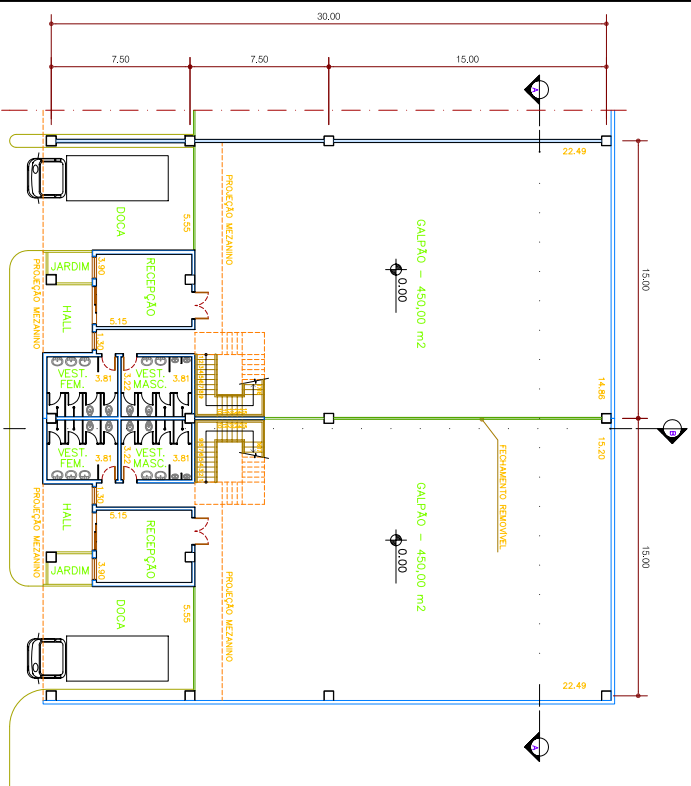 30.00
7.50
7.50
15.00
A
22.49
PROJEÇÃO MEZANINO
DOCA
5.55
GALPÃO - 450,00 m2
0.00
15.00
JARDIM
3.90
RECEPÇÃO
PROJEÇÃO MEZANINO
HALL
5.15
1.30
VEST.
FEM.
3.81
3.22
VEST.
MASC.
3.81
14.86
B
15.20
FECHAMENTO REMOVÍVEL
VEST.
FEM.
3.81
3.22
VEST.
MASC.
3.81
1.30
5.15
HALL
PROJEÇÃO MEZANINO
RECEPÇÃO
GALPÃO - 450,00 m2
0.00
15.00
JARDIM
3.90
DOCA
5.55
PROJEÇÃO MEZANINO
22.49
A